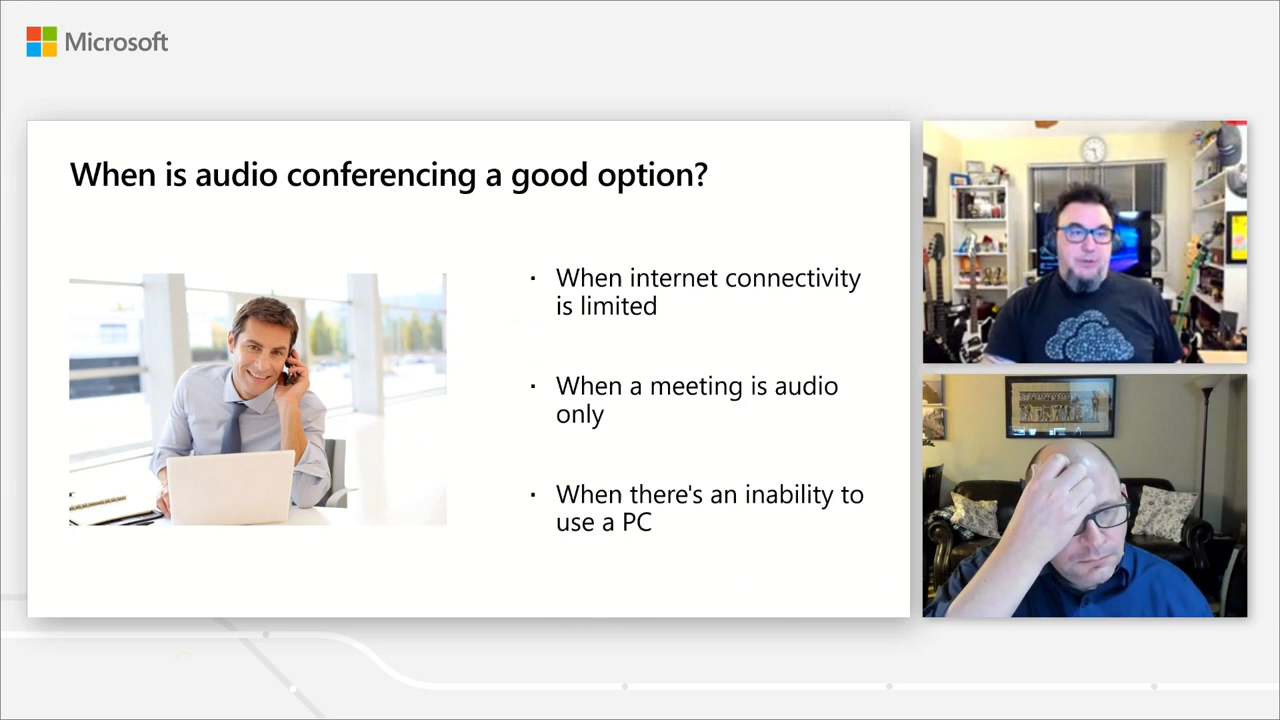 Microsoft
When is audio conferencing a good option?
· When internet connectivity
is limited
· When a meeting is audio
only
· When there's an inability to
use a PC